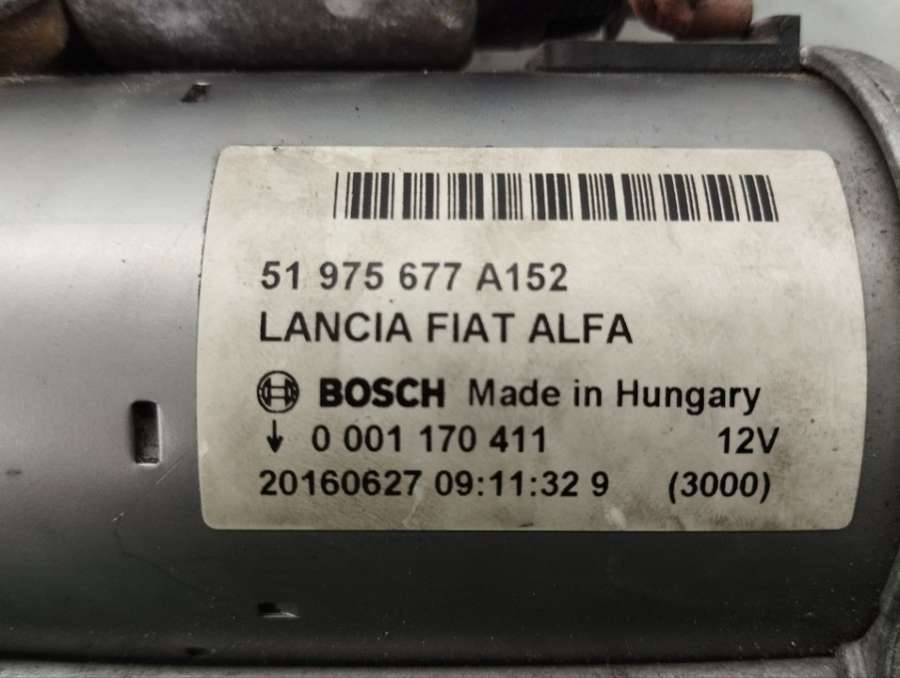 51 975 677 A152
LANCIA FIAT ALFA
BOSCH Made in Hungary
↓ 0 001 170 411 12V
20160627 09:11:32 9 (3000)